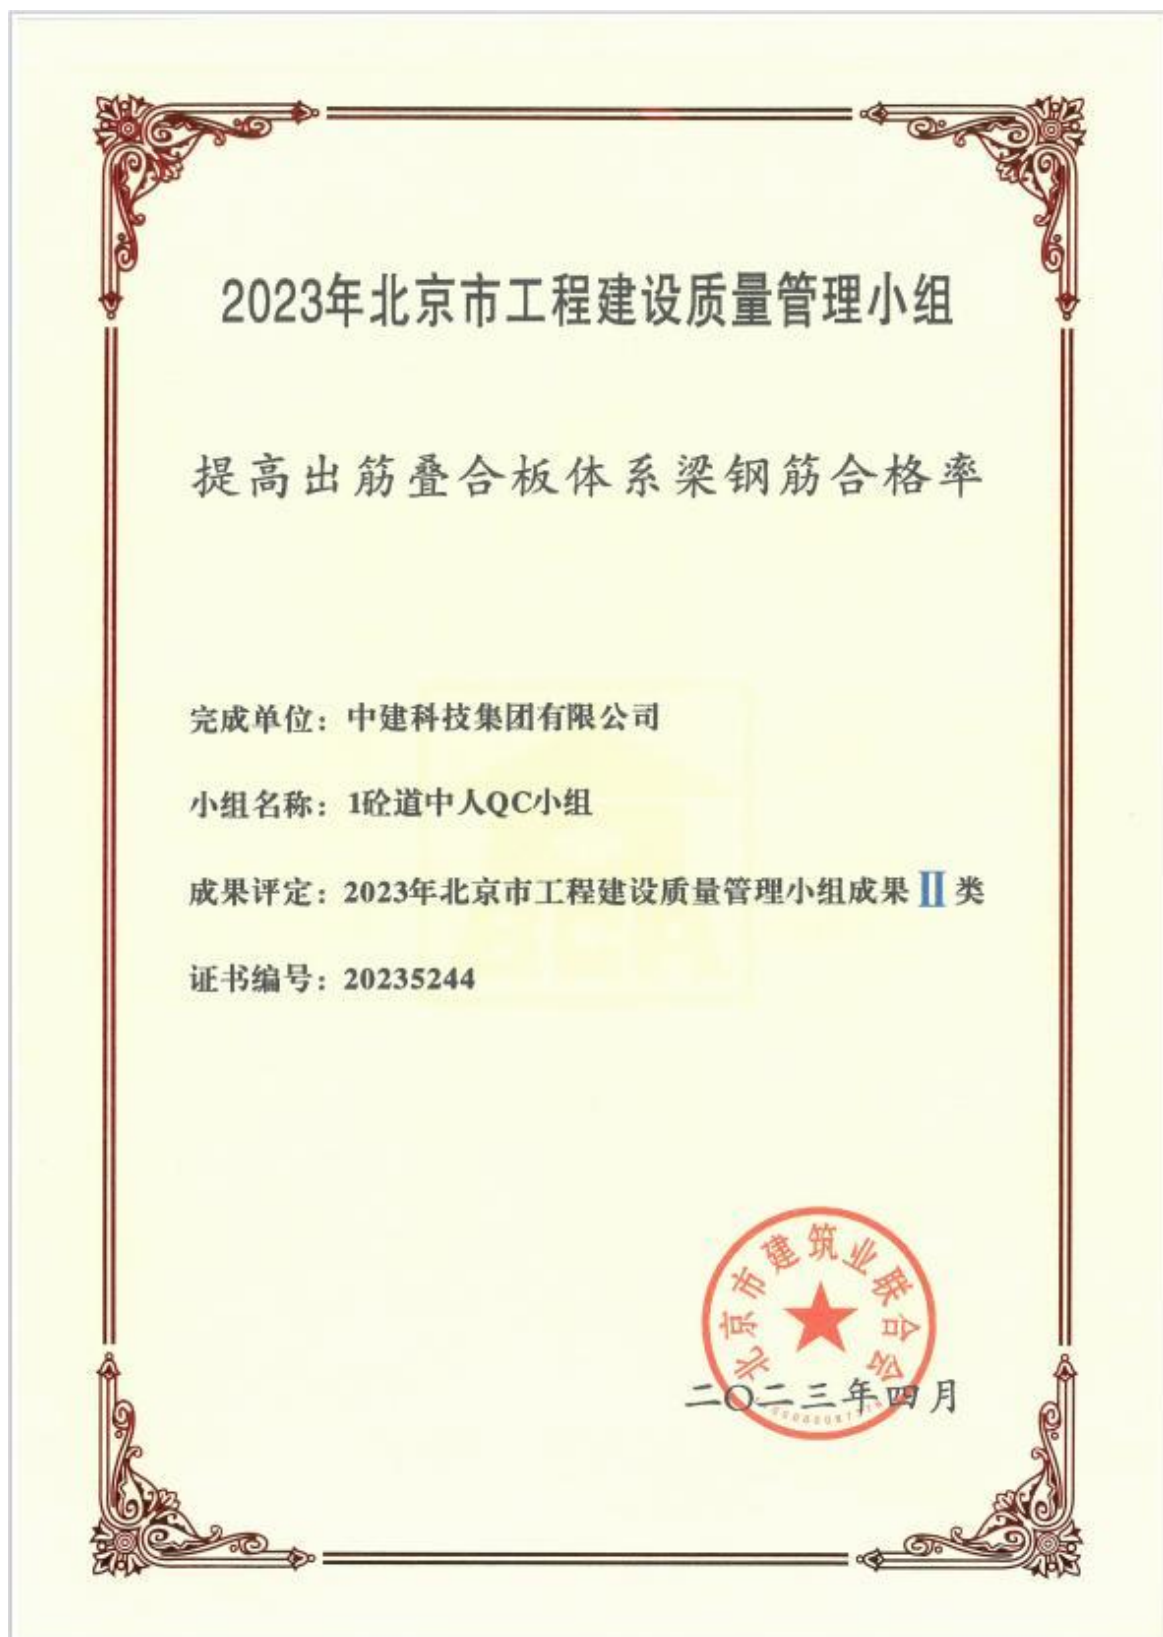 2023年北京市工程建设质量管理小组
提高出筋叠合板体系梁钢筋合格率
完成单位：中建科技集团有限公司
小组名称：1砼道中人QC小组
成果评定：2023年北京市工程建设质量管理小组成果 II 类
证书编号：20235244
北京市建筑业联合会
二〇二三年四月